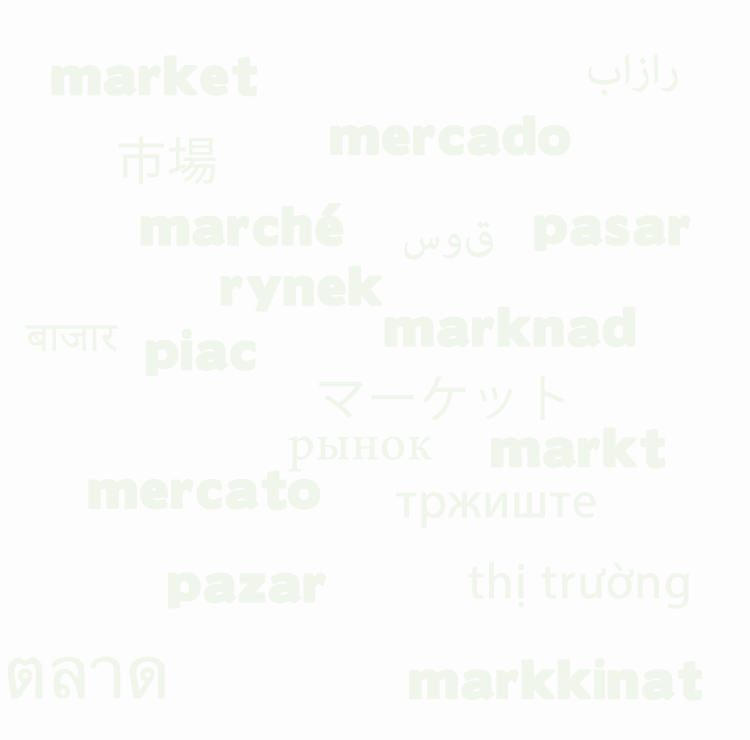 market
رازاب
mercado
市場
marché
قوس
pasar
rynek
marknad
बाजार
piac
マーケット
рынок
markt
mercato
тржиште
pazar
thị trường
ตลาด
markkinat